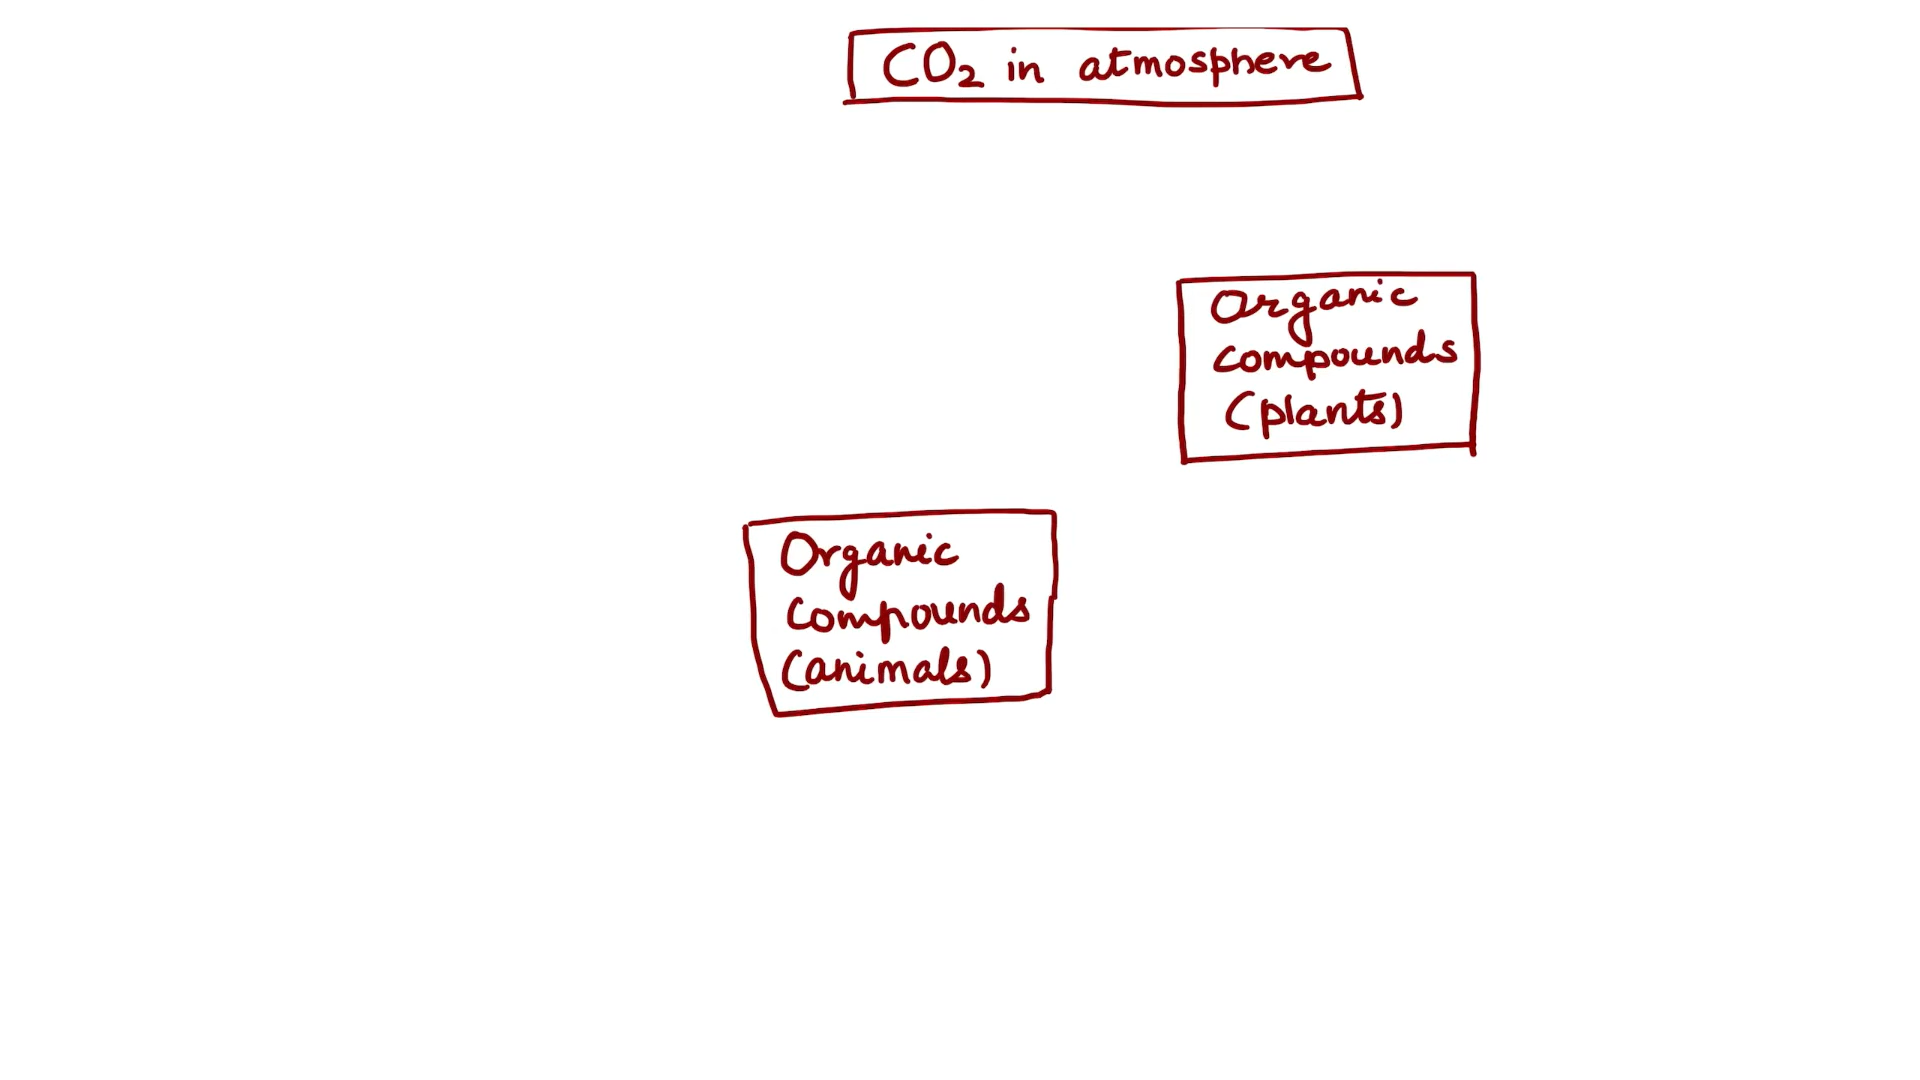 CO₂ in atmosphere
Organic
compounds
(plants)
Organic
compounds
(animals)